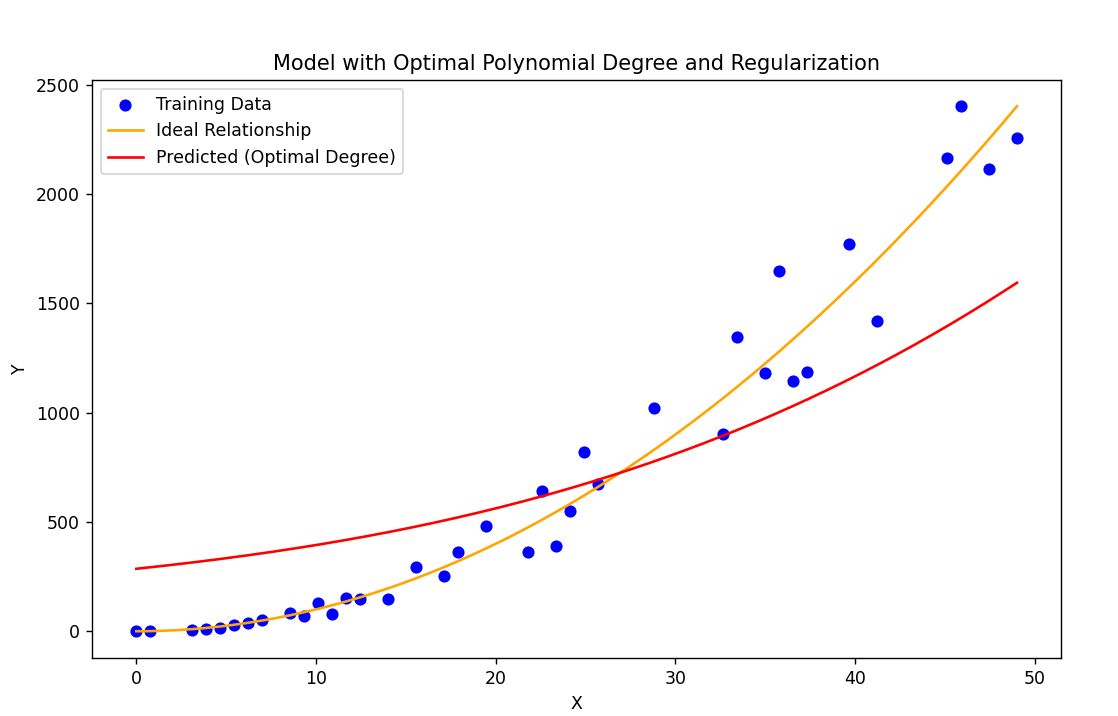 Model with Optimal Polynomial Degree and Regularization
2500
2000
1500
1000
500
0
Y
Training Data
Ideal Relationship
Predicted (Optimal Degree)
0 10 20 30 40 50
X